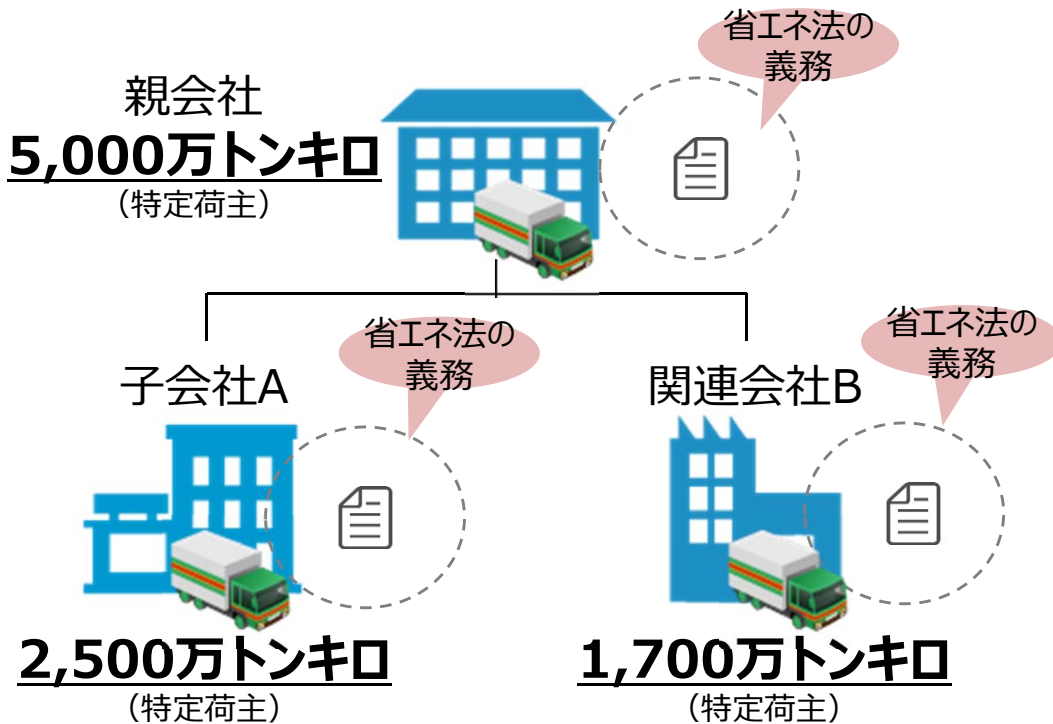 省エネ法の
義務
親会社
5,000万トンキロ
（特定荷主）
省エネ法の
義務
省エネ法の
義務
子会社A
関連会社B
2,500万トンキロ
（特定荷主）
1,700万トンキロ
（特定荷主）